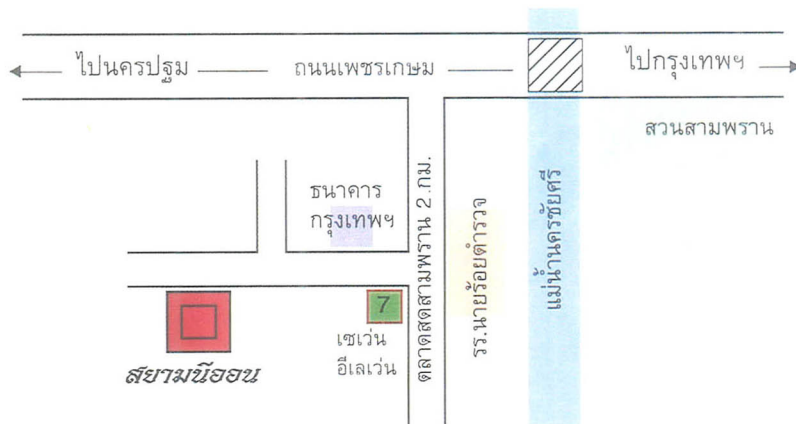 ไปนครปฐม
ถนนเพชรเกษม
ไปกรุงเทพฯ
สวนสามพราน
ธนาคาร
กรุงเทพฯ
ตลาดสดสามพราน 2 กม.
รร.นายร้อยตำรวจ
แม่น้ำนครชัยศรี
7
เซเว่น
อีเลเว่น
สยามนีออน